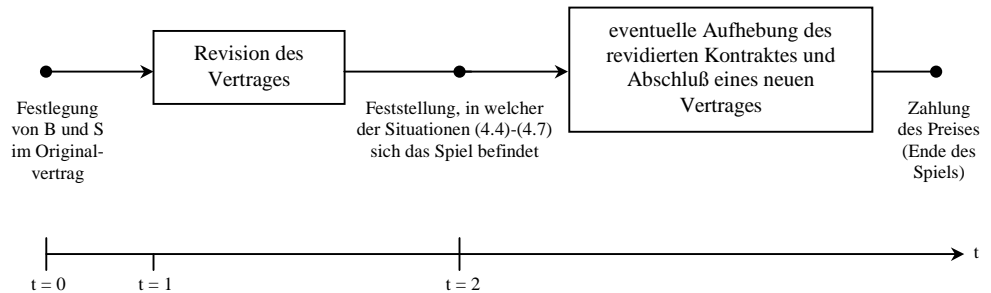 Revision des
Vertrages
eventuelle Aufhebung des
revidierten Kontraktes und
Abschluß eines neuen
Vertrages
Festlegung
von B und S
im Original-
vertrag
Feststellung, in welcher
der Situationen (4.4)-(4.7)
sich das Spiel befindet
Zahlung
des Preises
(Ende des
Spiels)
t
t = 0
t = 1
t = 2